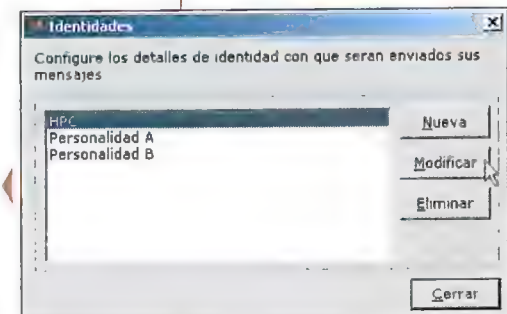 Identidades
Configure los detalles de identidad con que seran enviados sus
mensajes
HPC
Personalidad A
Personalidad B
Nueva
Modificar
Eliminar
Cerrar